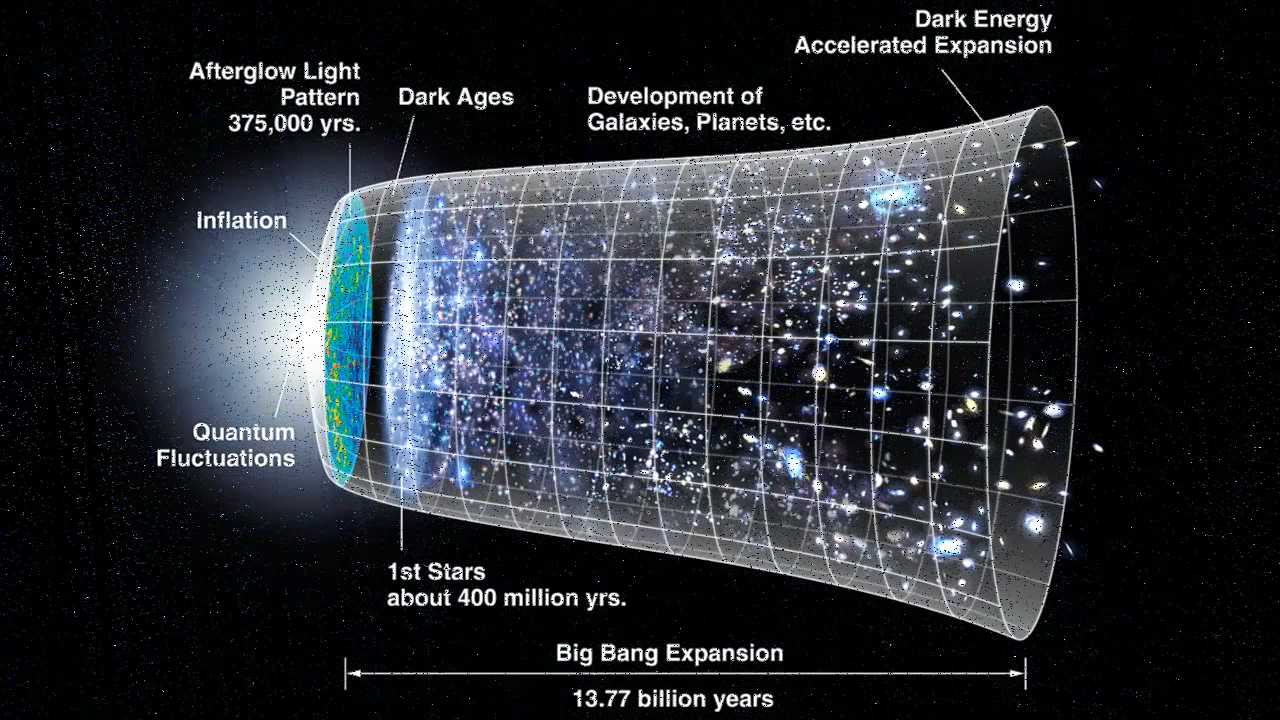 Dark Energy
Accelerated Expansion
Afterglow Light
Pattern
375,000 yrs.
Dark Ages
Development of
Galaxies, Planets, etc.
Inflation
Quantum
Fluctuations
1st Stars
about 400 million yrs.
Big Bang Expansion
13.77 billion years